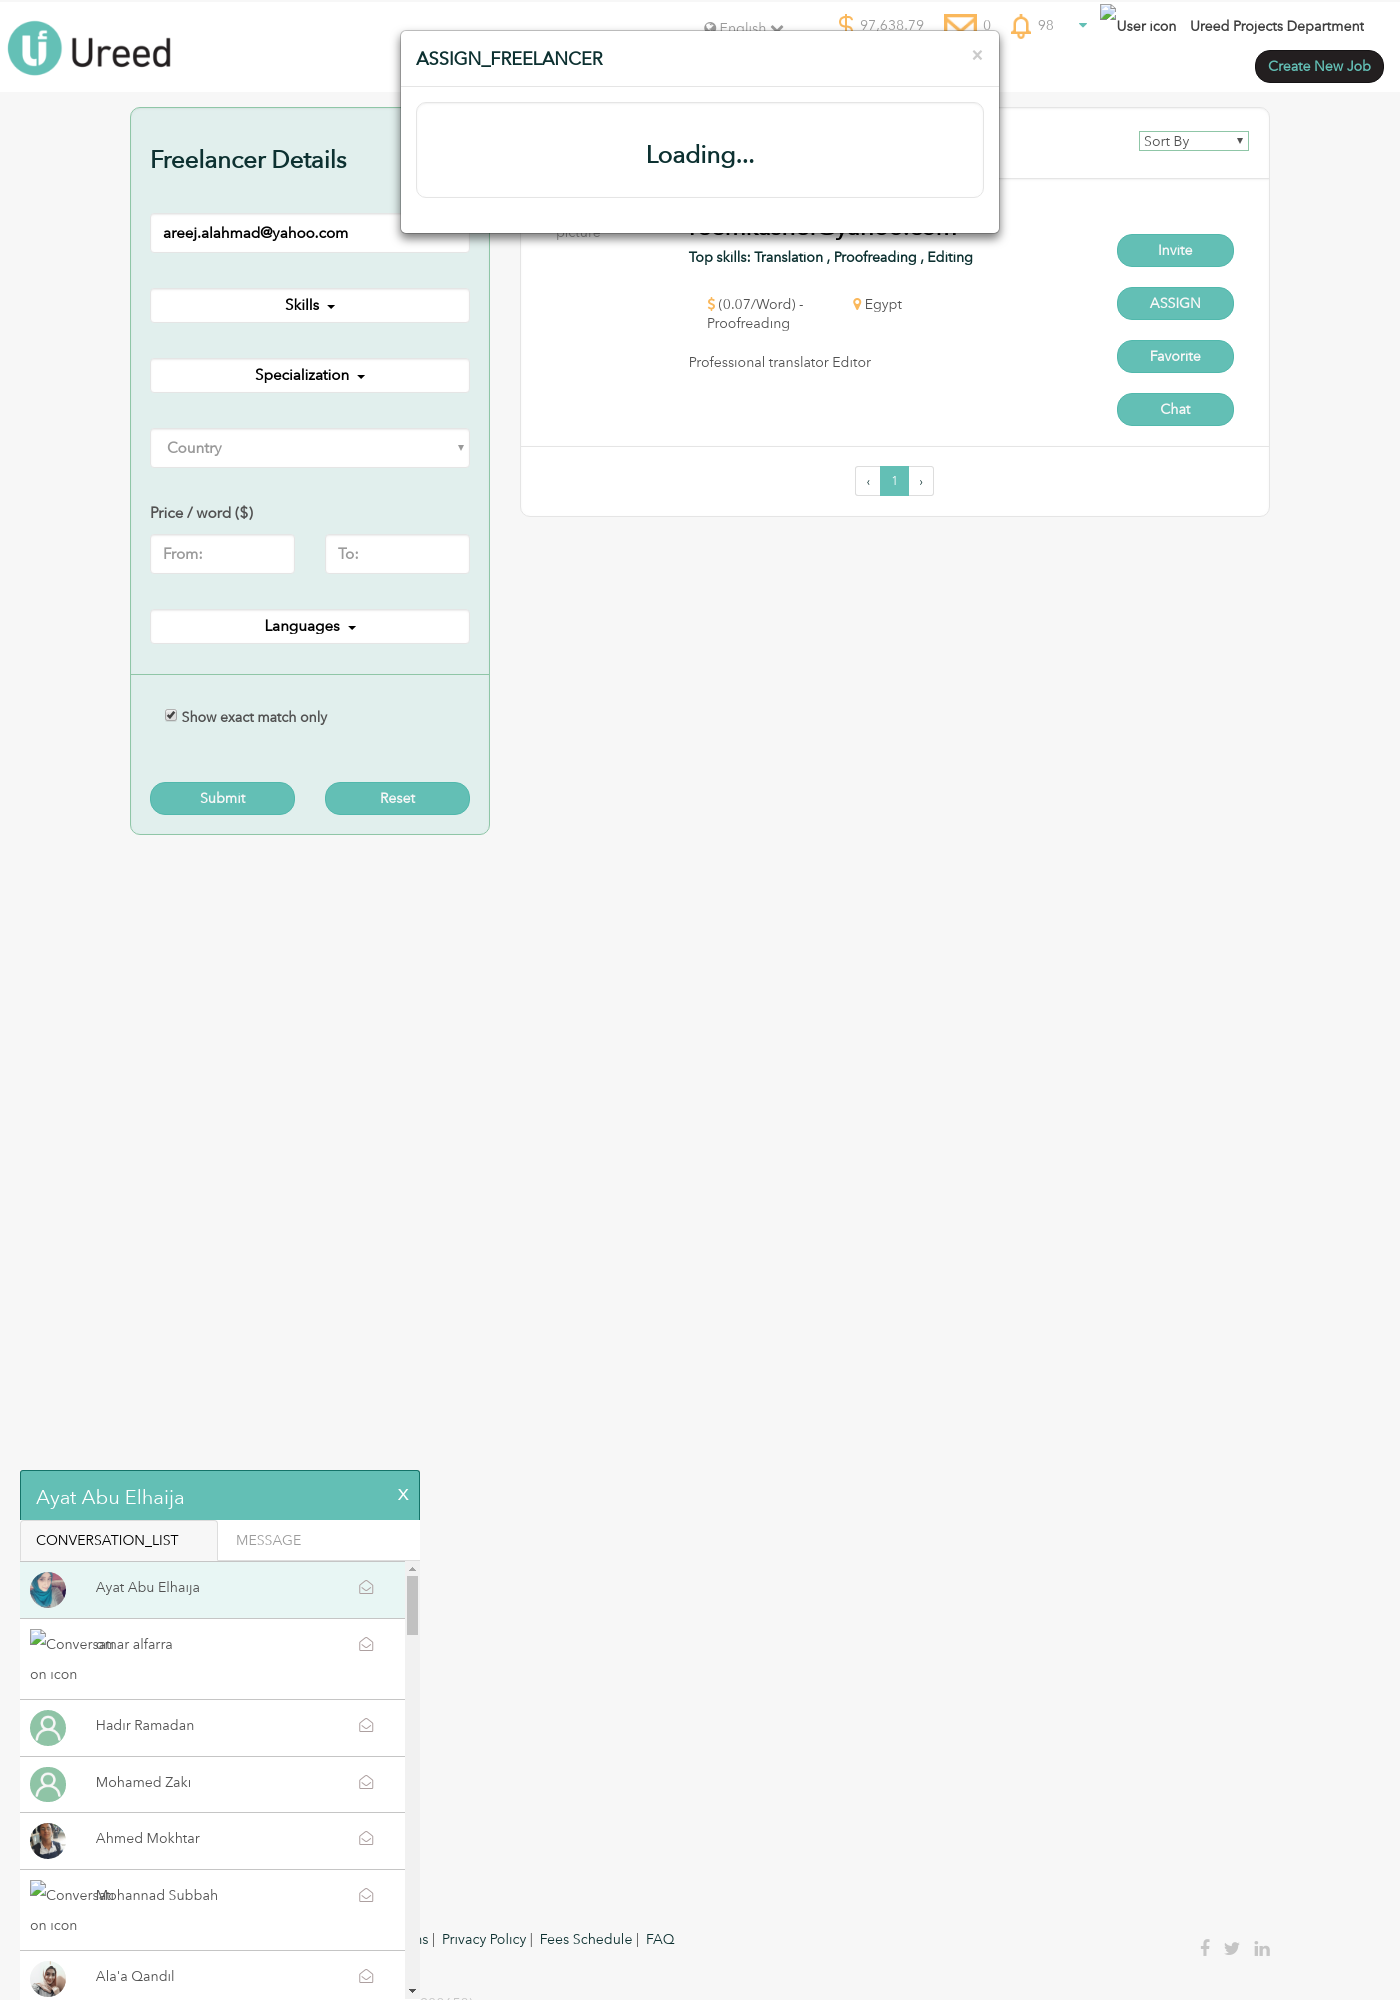 Ureed
English
97,638.79
0
98
User icon
Ureed Projects Department
Create New Job
ASSIGN_FREELANCER
×
Loading...
Freelancer Details
areej.alahmad@yahoo.com
Skills
Specialization
Country
Price / word ($)
From:
To:
Languages
Show exact match only
Submit
Reset
Sort By
picture
Top skills: Translation , Proofreading , Editing
$ (0.07/Word) -
Proofreading
Egypt
Professional translator Editor
Invite
ASSIGN
Favorite
Chat
‹ 1 ›
Ayat Abu Elhaija
X
CONVERSATION_LIST
MESSAGE
Ayat Abu Elhaija
omar alfarra
on icon
Hadir Ramadan
Mohamed Zaki
Ahmed Mokhtar
Mohannad Subbah
on icon
Ala'a Qandil
| Privacy Policy | Fees Schedule | FAQ